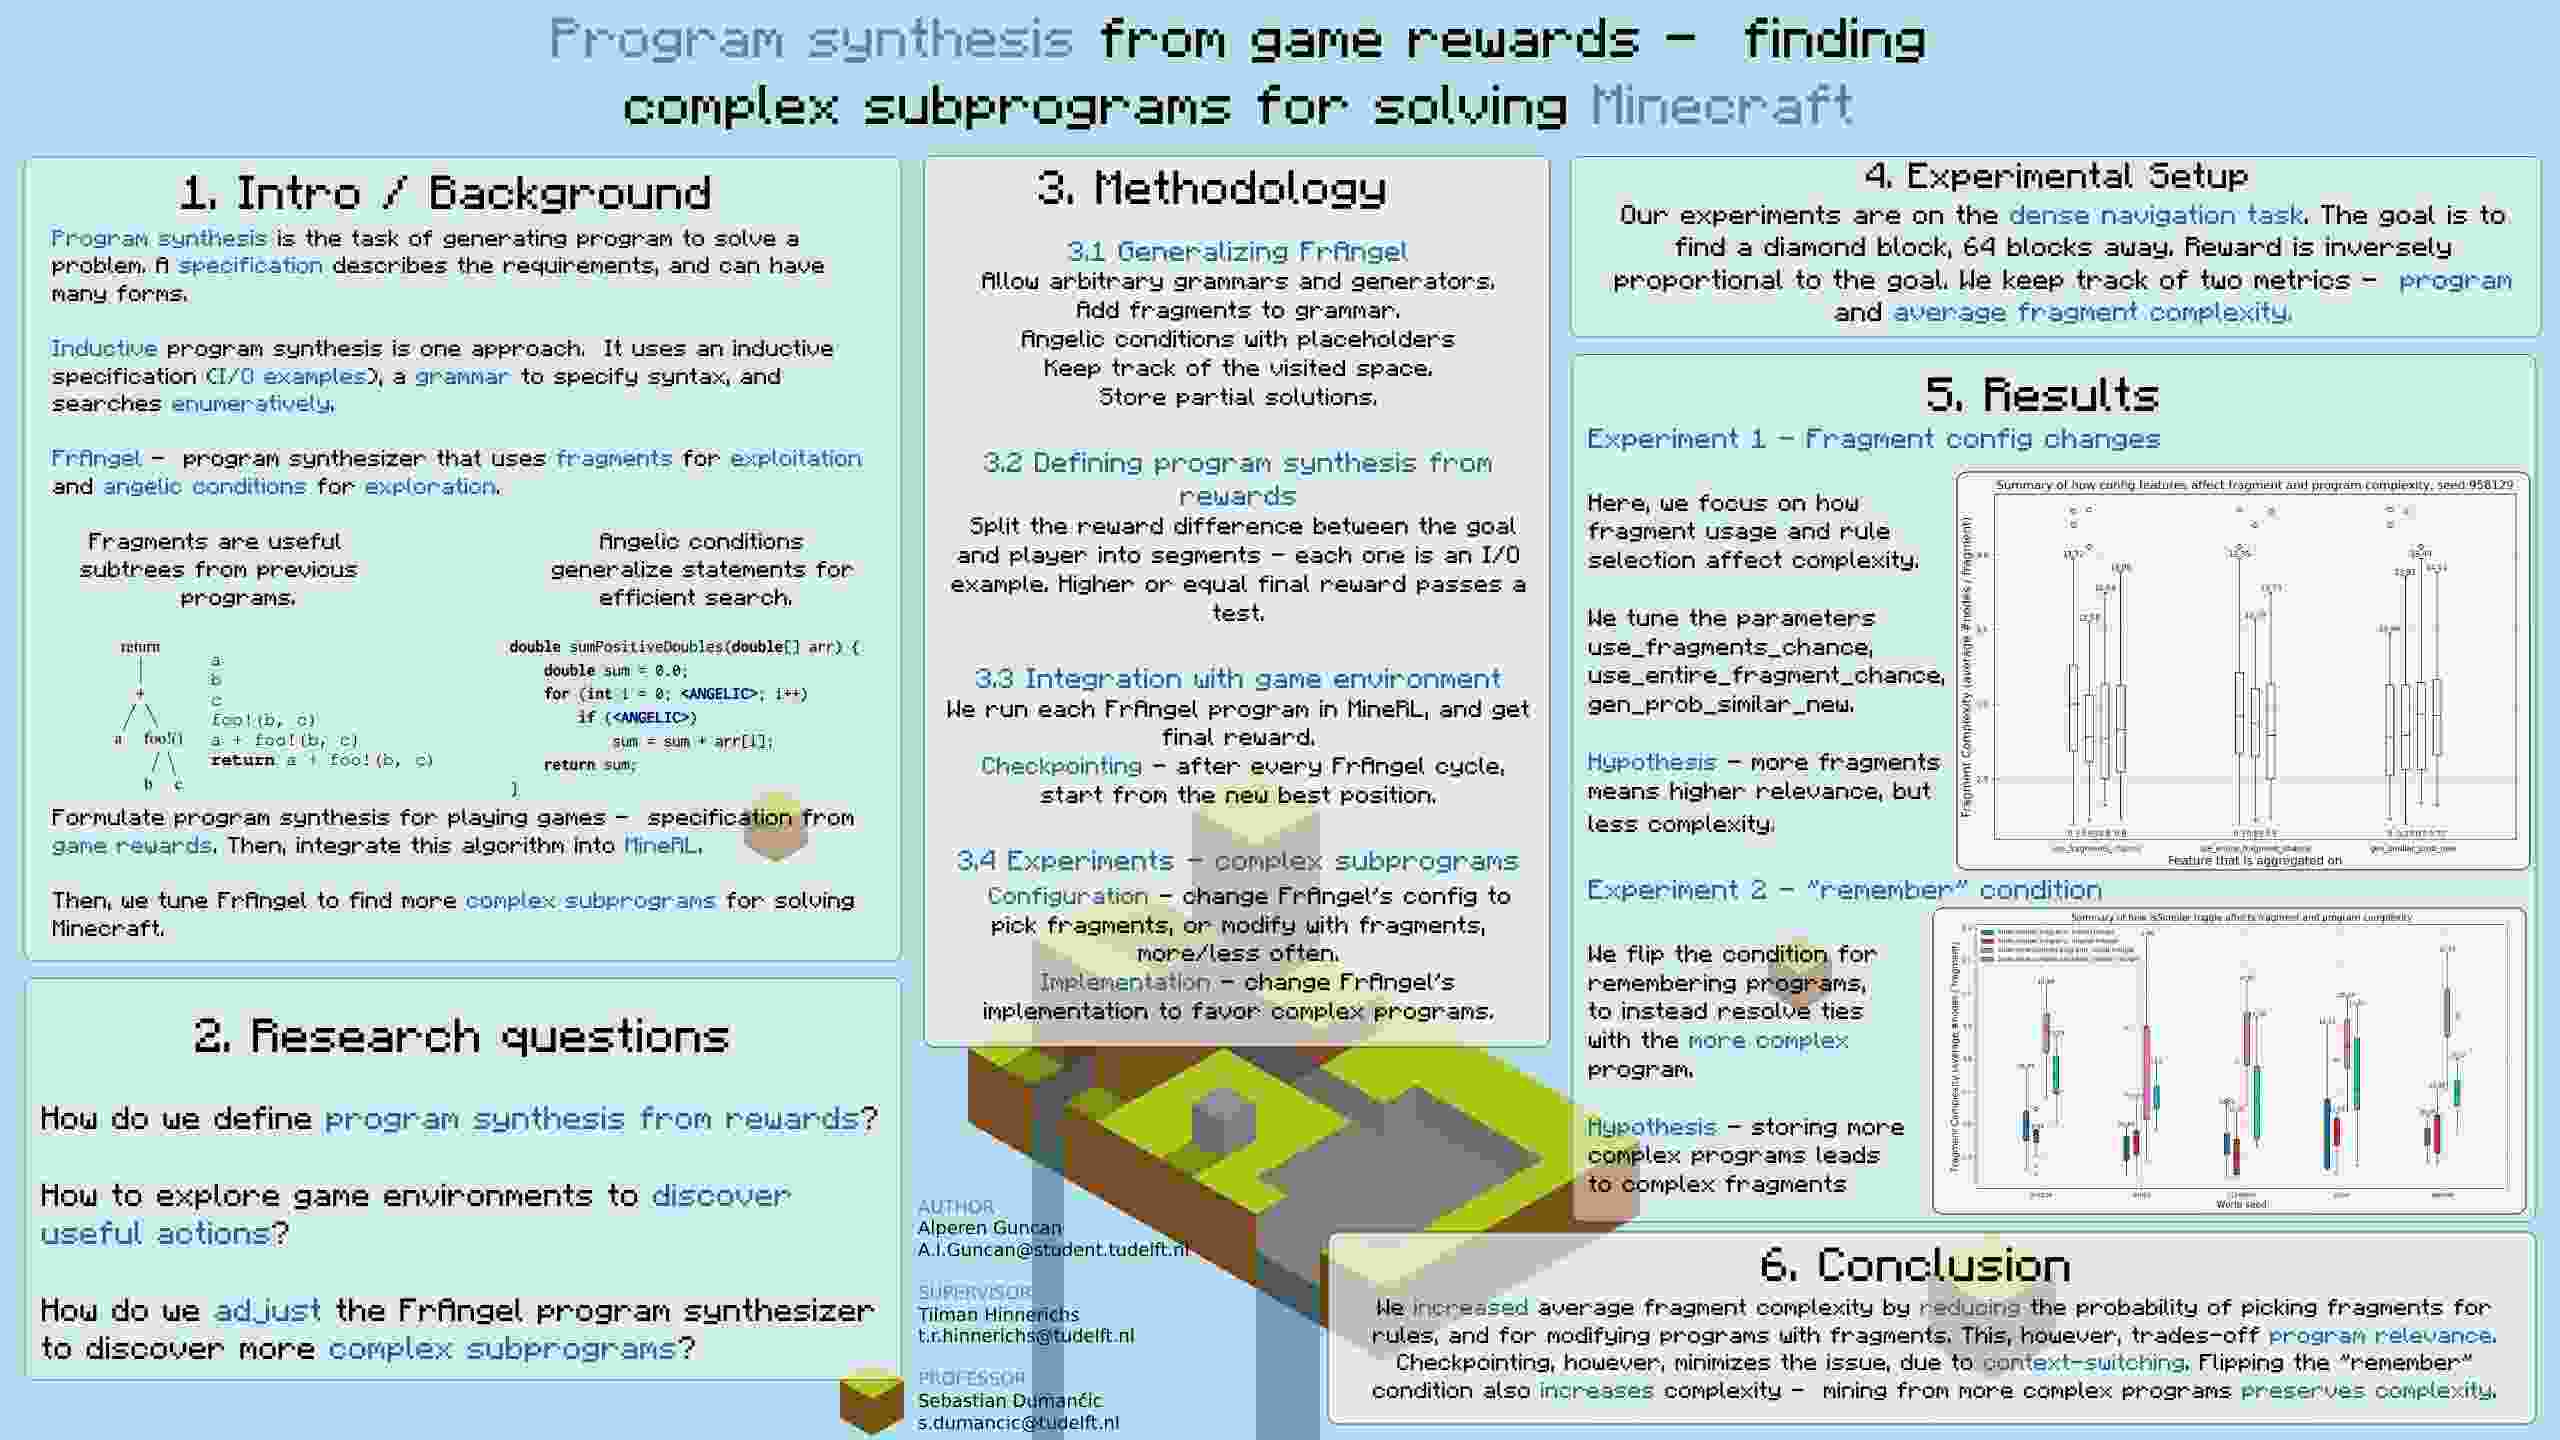 Program synthesis from game rewards - finding
complex subprograms for solving Minecraft
1. Intro / Background
Program synthesis is the task of generating program to solve a
problem. A specification describes the requirements, and can have
many forms.
Inductive program synthesis is one approach. It uses an inductive
specification (I/O examples), a grammar to specify syntax, and
searches enumeratively.
FrAngel - program synthesizer that uses fragments for exploitation
and angelic conditions for exploration.
Fragments are useful
subtrees from previous
programs.
return
+
a foo!()
b c
a
b
c
foo!(b, c)
a + foo!(b, c)
return a + foo!(b, c)
Angelic conditions
generalize statements for
efficient search.
double sumPositiveDoubles(double[] arr) {
double sum = 0.0;
for (int i = 0; <ANGELIC>; i++)
if (<ANGELIC>)
sum = sum + arr[i];
return sum;
}
Formulate program synthesis for playing games - specification from
game rewards. Then, integrate this algorithm into MineRL.
Then, we tune FrAngel to find more complex subprograms for solving
Minecraft.
2. Research questions
How do we define program synthesis from rewards?
How to explore game environments to discover
useful actions?
How do we adjust the FrAngel program synthesizer
to discover more complex subprograms?
3. Methodology
3.1 Generalizing FrAngel
Allow arbitrary grammars and generators.
Add fragments to grammar.
Angelic conditions with placeholders
Keep track of the visited space.
Store partial solutions.
3.2 Defining program synthesis from
rewards
Split the reward difference between the goal
and player into segments - each one is an I/O
example. Higher or equal final reward passes a
test.
3.3 Integration with game environment
We run each FrAngel program in MineRL, and get
final reward.
Checkpointing - after every FrAngel cycle,
start from the new best position.
3.4 Experiments - complex subprograms
Configuration - change FrAngel's config to
pick fragments, or modify with fragments,
more/less often.
Implementation - change FrAngel's
implementation to favor complex programs.
AUTHOR
Alperen Guncan
A.I.Guncan@student.tudelft.nl
SUPERVISOR
Tilman Hinnerichs
t.r.hinnerichs@tudelft.nl
PROFESSOR
Sebastian Dumančić
s.dumancic@tudelft.nl
4. Experimental Setup
Our experiments are on the dense navigation task. The goal is to
find a diamond block, 64 blocks away. Reward is inversely
proportional to the goal. We keep track of two metrics - program
and average fragment complexity.
5. Results
Experiment 1 - Fragment config changes
Here, we focus on how
fragment usage and rule
selection affect complexity.
We tune the parameters
use_fragments_chance,
use_entire_fragment_chance,
gen_prob_similar_new.
Hypothesis - more fragments
means higher relevance, but
less complexity.
Summary of how config features affect fragment and program complexity, seed 958129
Fragment Complexity (average #nodes / fragment)
Feature that is aggregated on
Experiment 2 - "remember" condition
We flip the condition for
remembering programs,
to instead resolve ties
with the more complex
program.
Hypothesis - storing more
complex programs leads
to complex fragments
Summary of how isSimilar toggle affects fragment and program complexity
Fragment Complexity (average #nodes / fragment)
World seed
6. Conclusion
We increased average fragment complexity by reducing the probability of picking fragments for
rules, and for modifying programs with fragments. This, however, trades-off program relevance.
Checkpointing, however, minimizes the issue, due to context-switching. Flipping the "remember"
condition also increases complexity - mining from more complex programs preserves complexity.